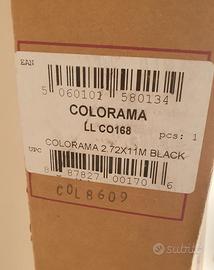 EAN
5 060101 580134
COLORAMA
LL CO168
pcs: 1
COLORAMA 2.72X11M BLACK
UPC
8 87827 00170 6
COL8609
subito